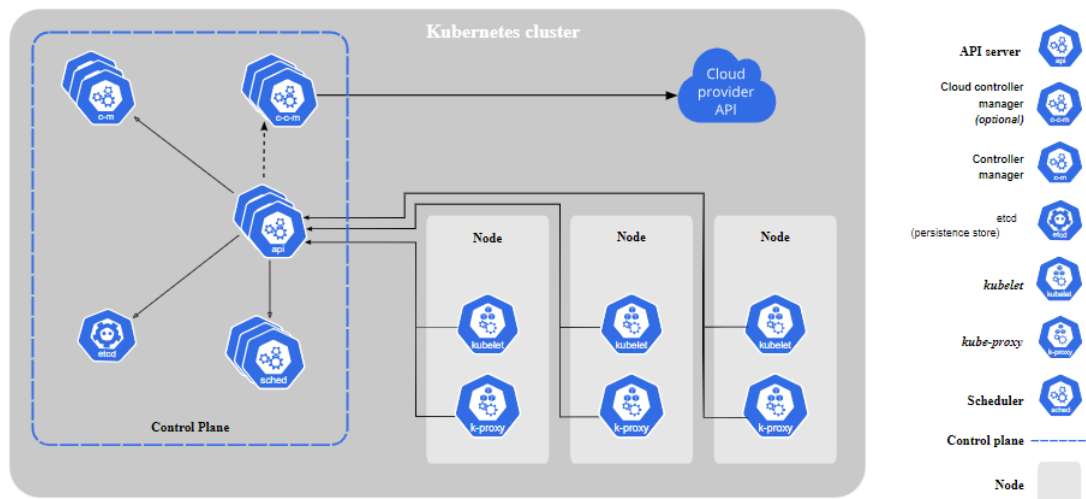 Kubernetes cluster
c-m
c-c-m
Cloud
provider
API
api
etcd
sched
Control Plane
Node
kubelet
k-proxy
Node
kubelet
k-proxy
Node
kubelet
k-proxy
API server
api
Cloud controller
manager
(optional)
c-c-m
Controller
manager
c-m
etcd
(persistence store)
etcd
kubelet
kubelet
kube-proxy
k-proxy
Scheduler
sched
Control plane
Node